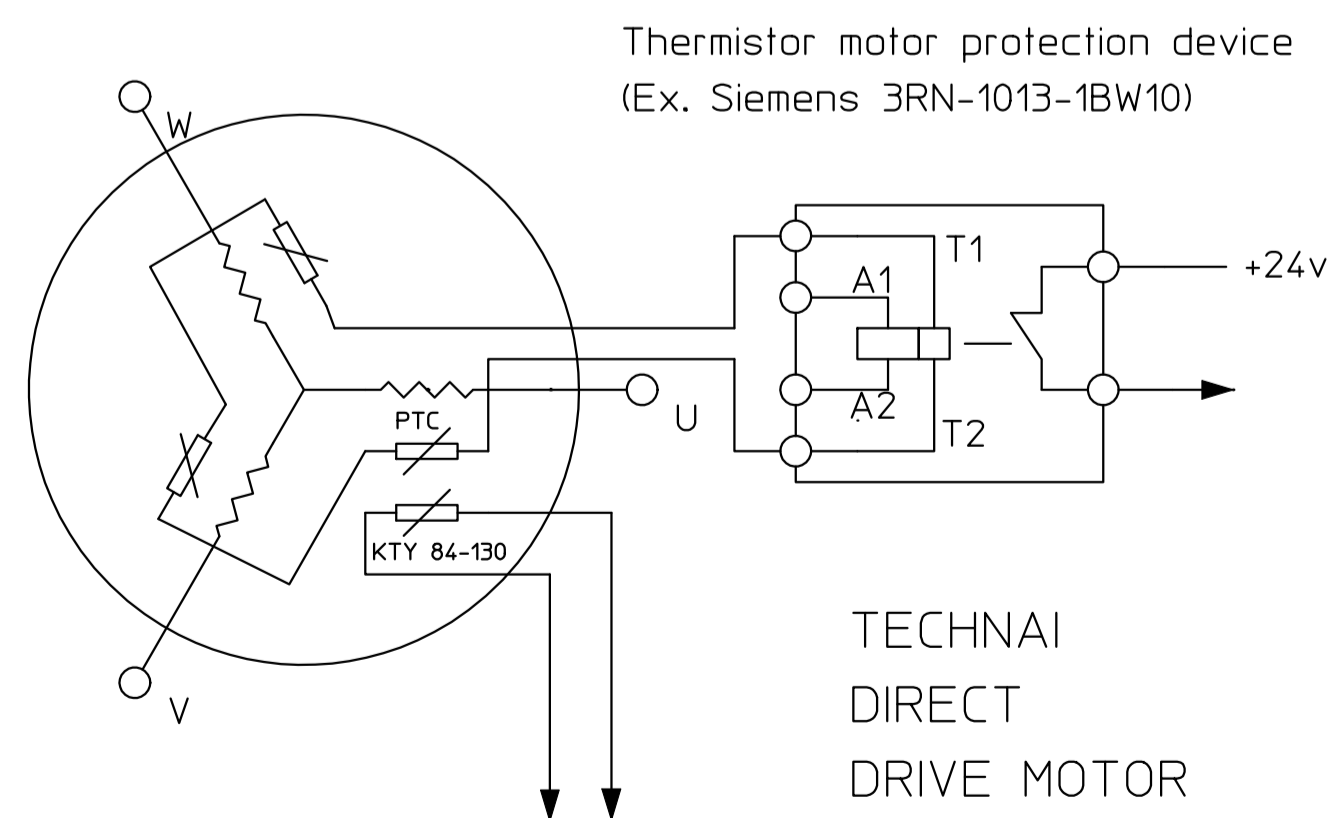 Thermistor motor protection device
(Ex. Siemens 3RN-1013-1BW10)
W
T1
A1
+24v
A2
T2
PTC
U
KTY 84-130
V
TECHNAI
DIRECT
DRIVE MOTOR